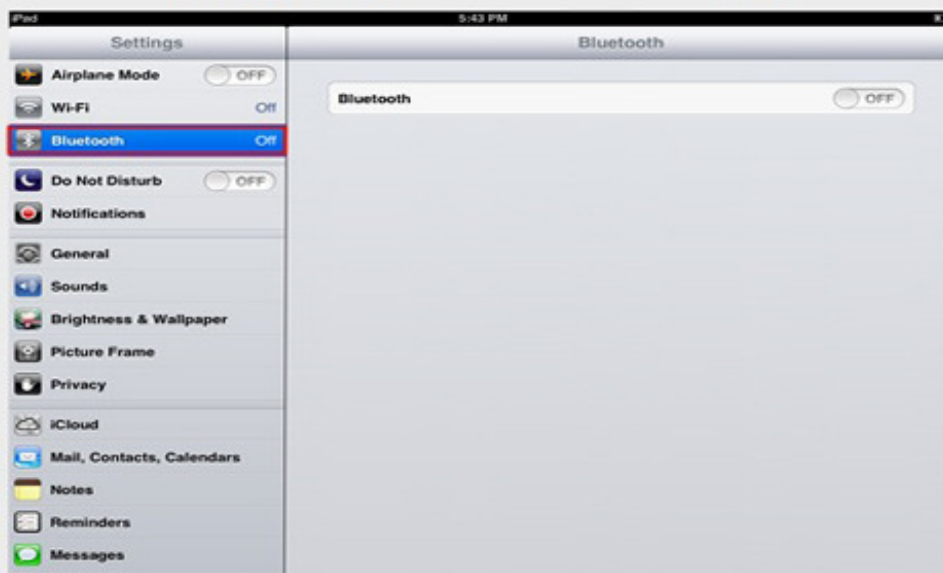 iPad
5:43 PM
Settings
Airplane Mode OFF
Wi-Fi Off
Bluetooth Off
Do Not Disturb OFF
Notifications
General
Sounds
Brightness & Wallpaper
Picture Frame
Privacy
iCloud
Mail, Contacts, Calendars
Notes
Reminders
Messages
Bluetooth
Bluetooth OFF